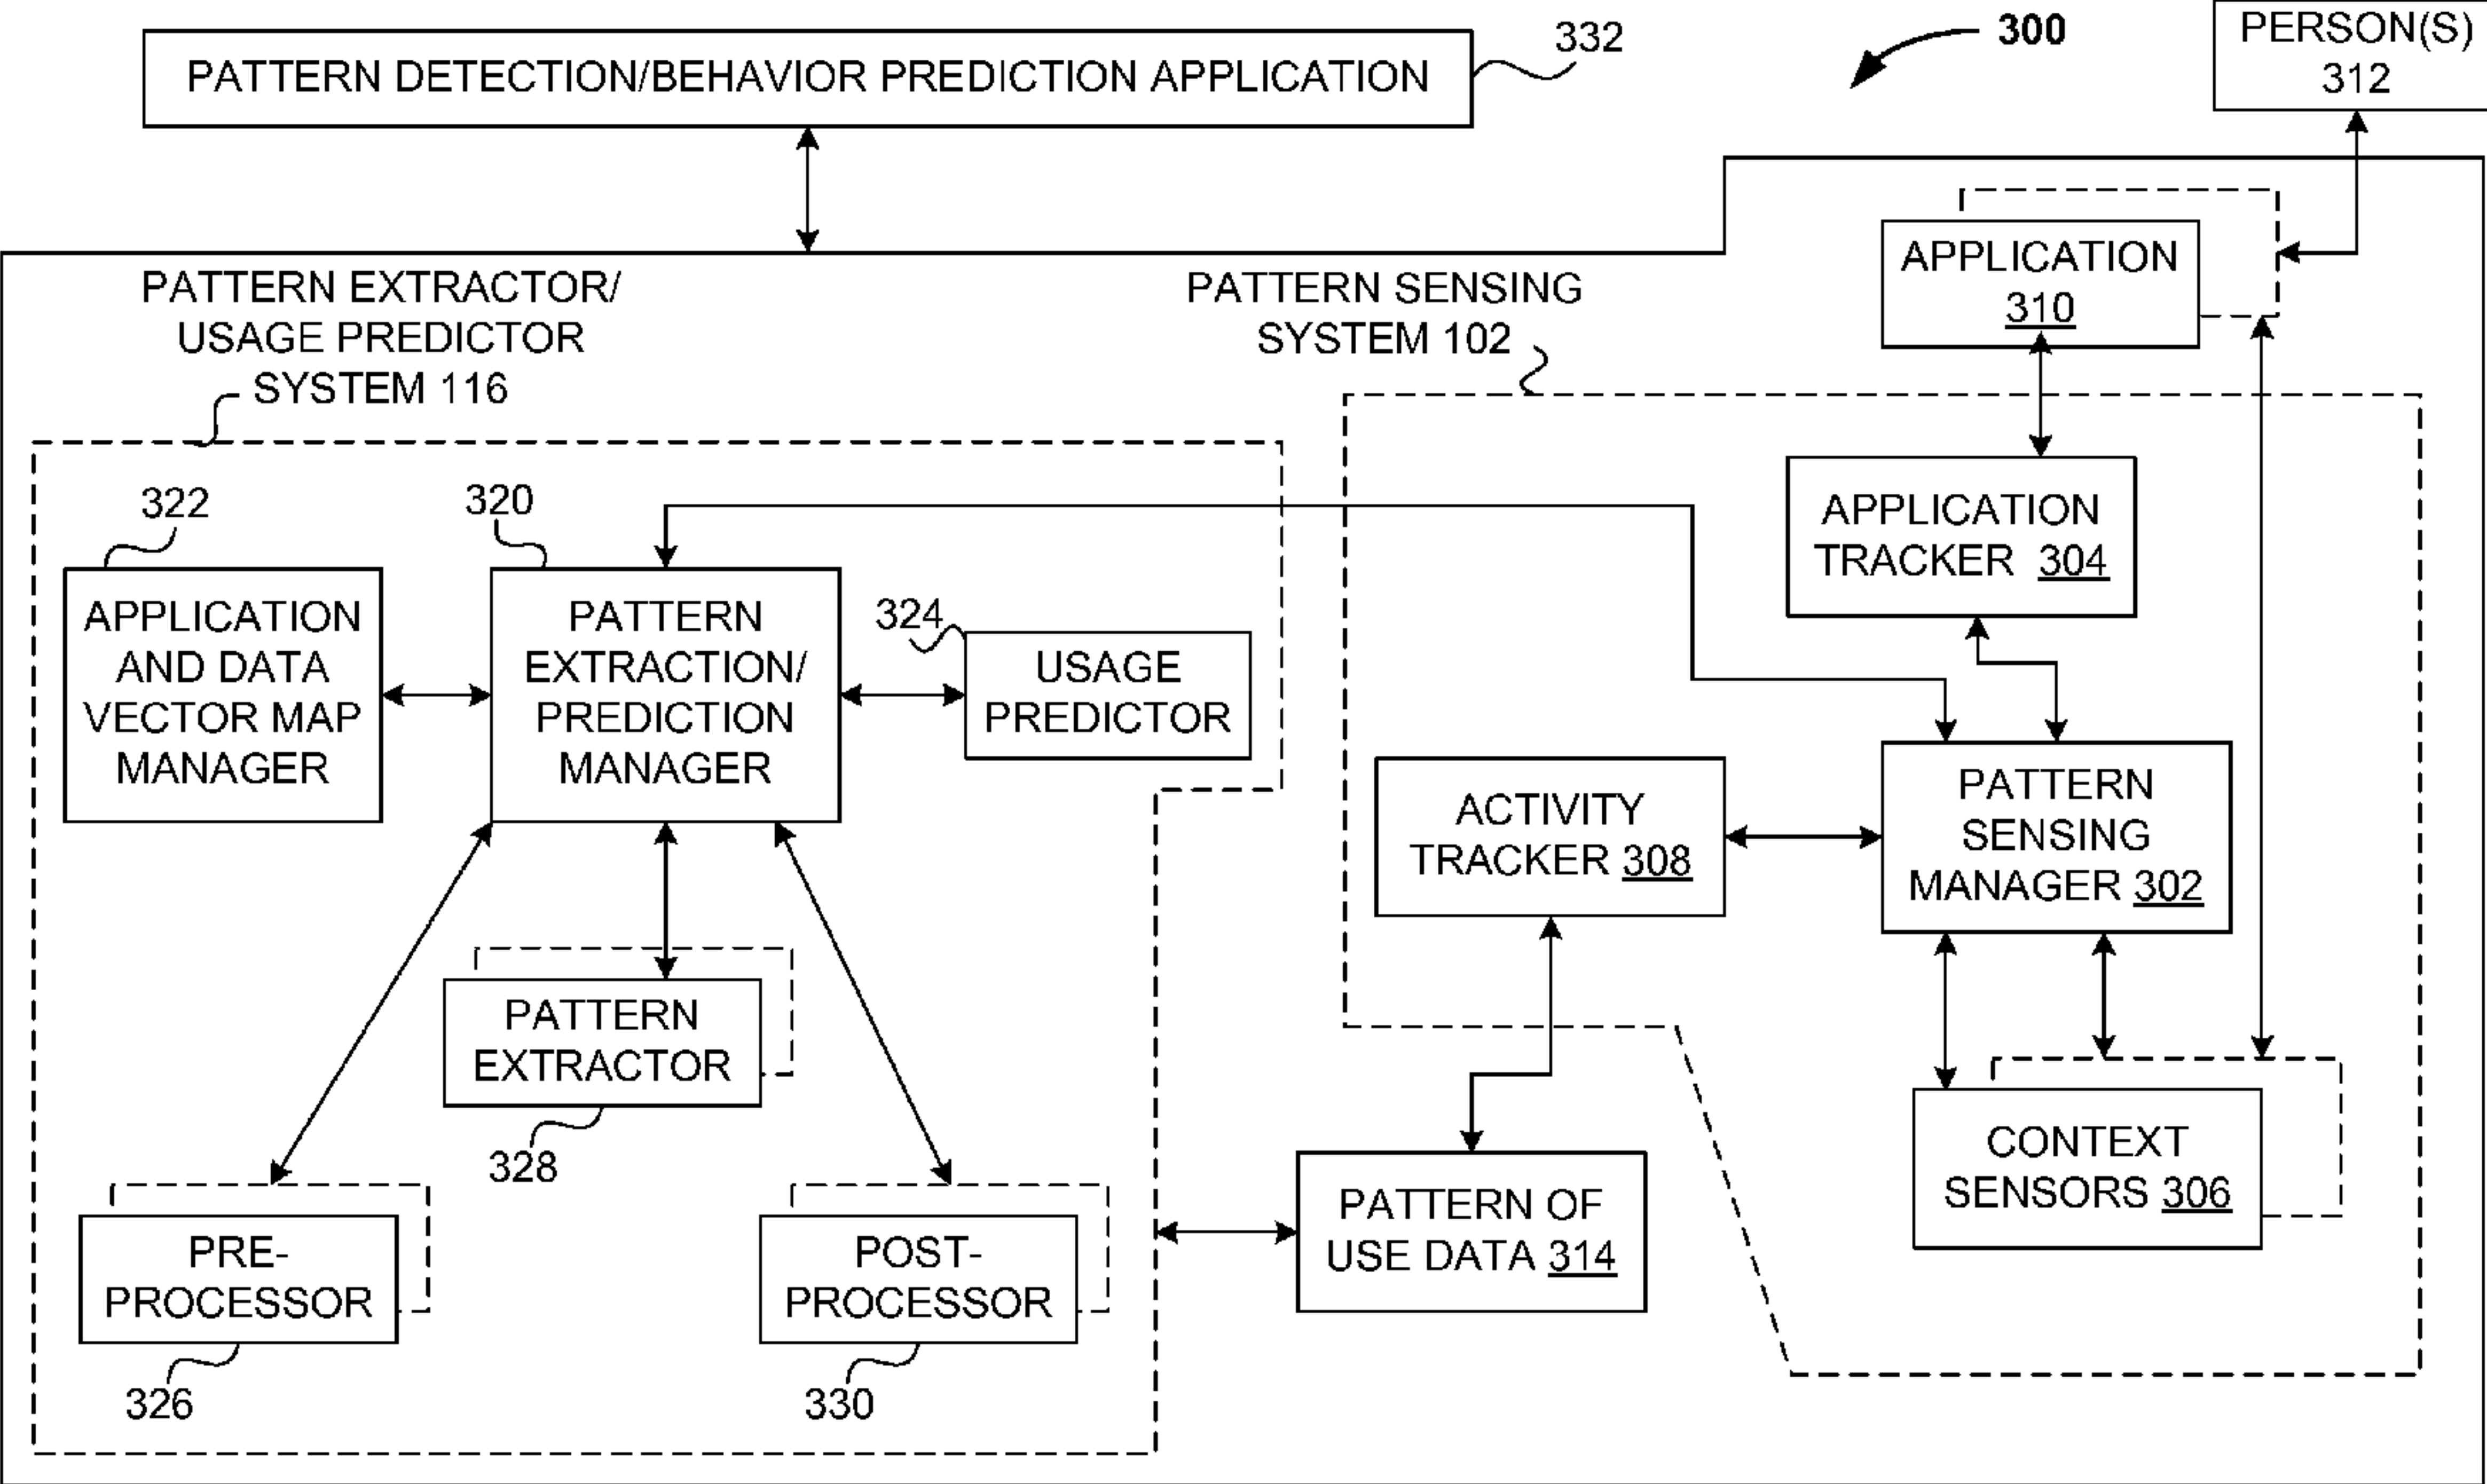 332
300
PERSON(S)
312
PATTERN DETECTION/BEHAVIOR PREDICTION APPLICATION
PATTERN EXTRACTOR/
USAGE PREDICTOR
SYSTEM 116
PATTERN SENSING
SYSTEM 102
APPLICATION
310
322
320
324
APPLICATION
TRACKER 304
APPLICATION
AND DATA
VECTOR MAP
MANAGER
PATTERN
EXTRACTION/
PREDICTION
MANAGER
USAGE
PREDICTOR
ACTIVITY
TRACKER 308
PATTERN
SENSING
MANAGER 302
PATTERN
EXTRACTOR
328
CONTEXT
SENSORS 306
PATTERN OF
USE DATA 314
PRE-
PROCESSOR
326
POST-
PROCESSOR
330